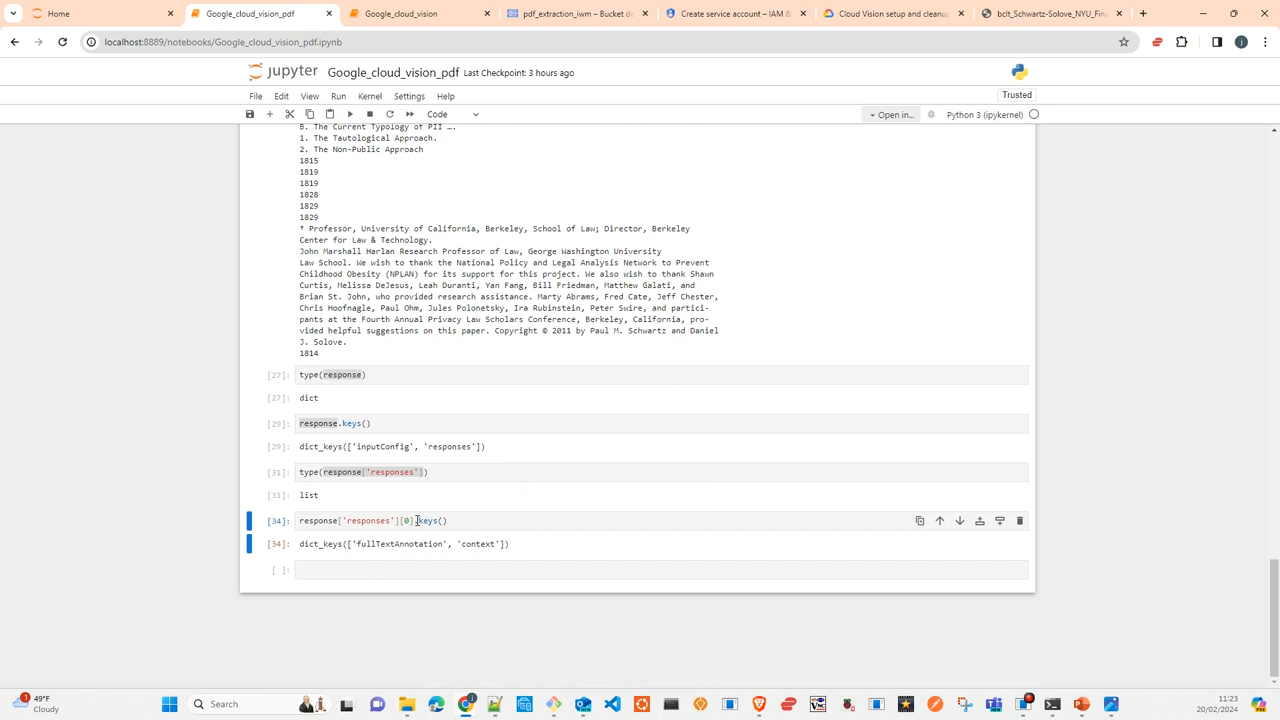 Home
Google_cloud_vision_pdf
Google_cloud_vision
pdf_extraction_iwm – Bucket de
Create service account – IAM &
Cloud Vision setup and cleanup
bclt_Schwartz-Solove_NYU_Fina
localhost:8889/notebooks/Google_cloud_vision_pdf.ipynb
jupyter Google_cloud_vision_pdf Last Checkpoint: 3 hours ago
File Edit View Run Kernel Settings Help
Trusted
Code
Open in...
Python 3 (ipykernel)
B. The Current Typology of PII ….
1. The Tautological Approach.
2. The Non-Public Approach
1815
1819
1819
1828
1829
1829
† Professor, University of California, Berkeley, School of Law; Director, Berkeley
Center for Law & Technology.
John Marshall Harlan Research Professor of Law, George Washington University
Law School. We wish to thank the National Policy and Legal Analysis Network to Prevent
Childhood Obesity (NPLAN) for its support for this project. We also wish to thank Shawn
Curtis, Melissa DeJesus, Leah Duranti, Yan Fang, Bill Friedman, Matthew Galati, and
Brian St. John, who provided research assistance. Marty Abrams, Fred Cate, Jeff Chester,
Chris Hoofnagle, Paul Ohm, Jules Polonetsky, Ira Rubinstein, Peter Swire, and partici-
pants at the Fourth Annual Privacy Law Scholars Conference, Berkeley, California, pro-
vided helpful suggestions on this paper. Copyright © 2011 by Paul M. Schwartz and Daniel
J. Solove.
1814
[27]: type(response)
[27]: dict
[29]: response.keys()
[29]: dict_keys(['inputConfig', 'responses'])
[31]: type(response['responses'])
[31]: list
[34]: response['responses'][0].keys()
[34]: dict_keys(['fullTextAnnotation', 'context'])
[ ]:
49°F
Cloudy
Search
11:23
20/02/2024